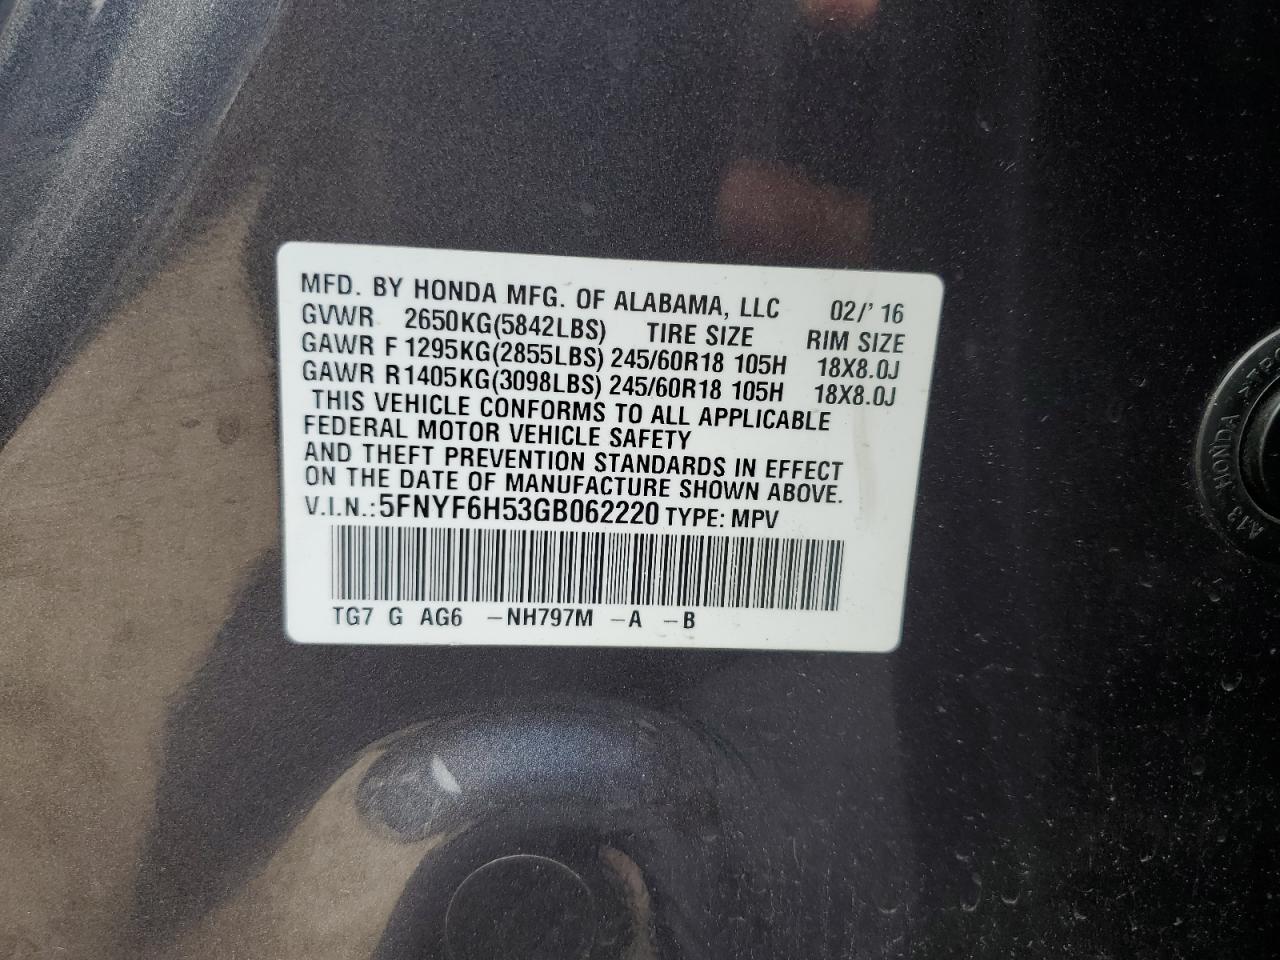 MFD. BY HONDA MFG. OF ALABAMA, LLC 02/' 16
GVWR 2650KG(5842LBS) TIRE SIZE RIM SIZE
GAWR F 1295KG(2855LBS) 245/60R18 105H 18X8.0J
GAWR R1405KG(3098LBS) 245/60R18 105H 18X8.0J
THIS VEHICLE CONFORMS TO ALL APPLICABLE
FEDERAL MOTOR VEHICLE SAFETY
AND THEFT PREVENTION STANDARDS IN EFFECT
ON THE DATE OF MANUFACTURE SHOWN ABOVE.
V.I.N.:5FNYF6H53GB062220 TYPE: MPV
TG7 G AG6 –NH797M –A –B
HONDA